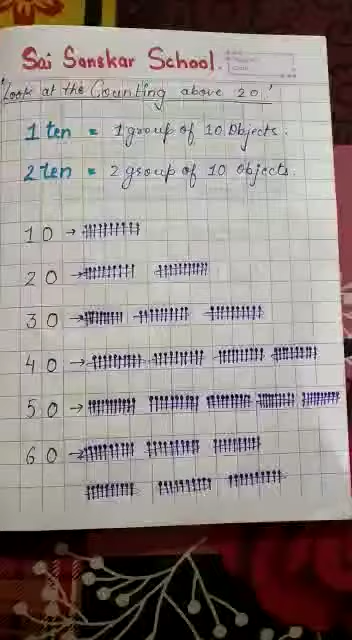 Sai Sanskar School.
'Look at the Counting above 20'
1 ten = 1 group of 10 Objects.
2 ten = 2 group of 10 Objects.
10 →
20 →
30 →
40 →
50 →
60 →